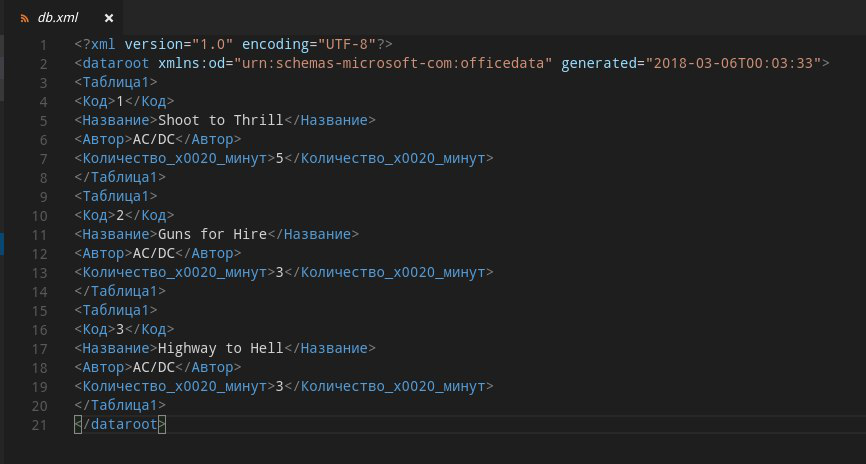 db.xml ×
1 <?xml version="1.0" encoding="UTF-8"?>
2 <dataroot xmlns:od="urn:schemas-microsoft-com:officedata" generated="2018-03-06T00:03:33">
3 <Таблица1>
4 <Код>1</Код>
5 <Название>Shoot to Thrill</Название>
6 <Автор>AC/DC</Автор>
7 <Количество_x0020_минут>5</Количество_x0020_минут>
8 </Таблица1>
9 <Таблица1>
10 <Код>2</Код>
11 <Название>Guns for Hire</Название>
12 <Автор>AC/DC</Автор>
13 <Количество_x0020_минут>3</Количество_x0020_минут>
14 </Таблица1>
15 <Таблица1>
16 <Код>3</Код>
17 <Название>Highway to Hell</Название>
18 <Автор>AC/DC</Автор>
19 <Количество_x0020_минут>3</Количество_x0020_минут>
20 </Таблица1>
21 </dataroot>